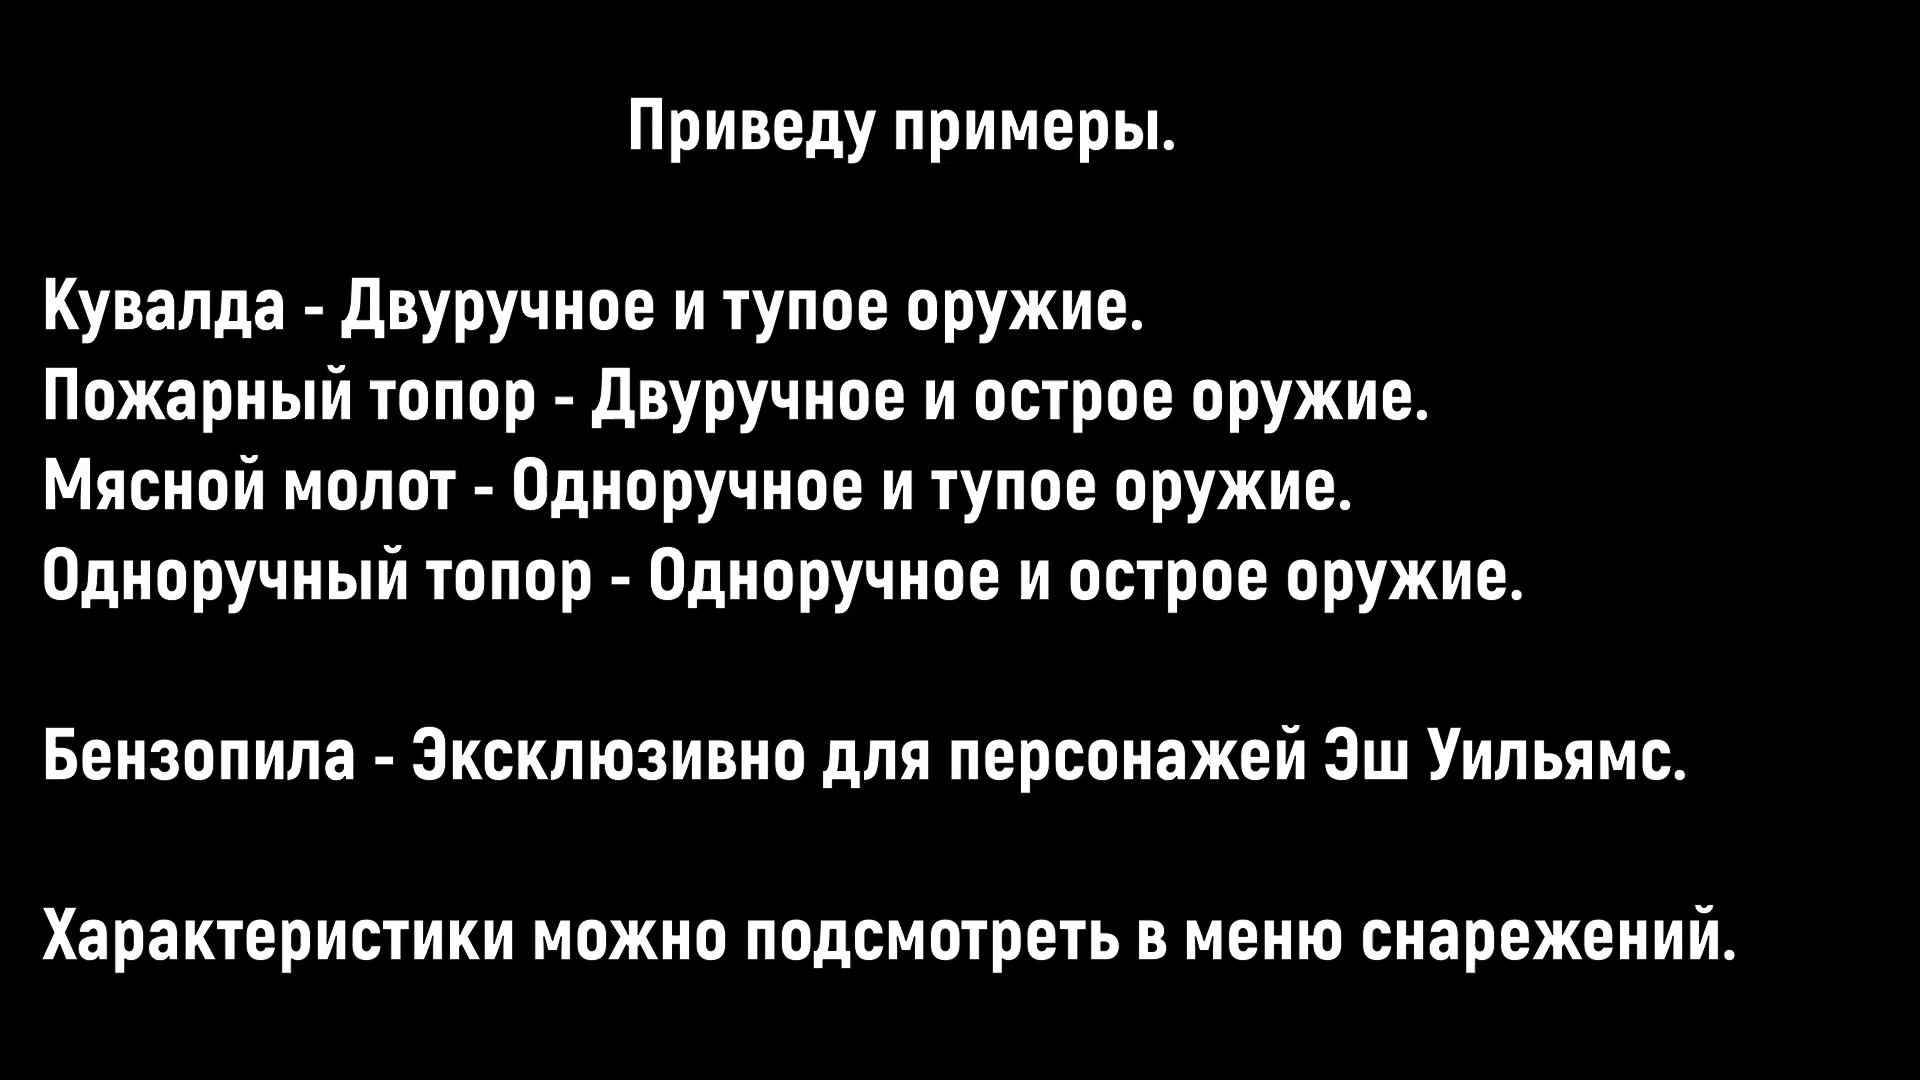 Приведу примеры.
Кувалда - Двуручное и тупое оружие.
Пожарный топор - Двуручное и острое оружие.
Мясной молот - Одноручное и тупое оружие.
Одноручный топор - Одноручное и острое оружие.
Бензопила - Эксклюзивно для персонажей Эш Уильямс.
Характеристики можно подсмотреть в меню снарежений.